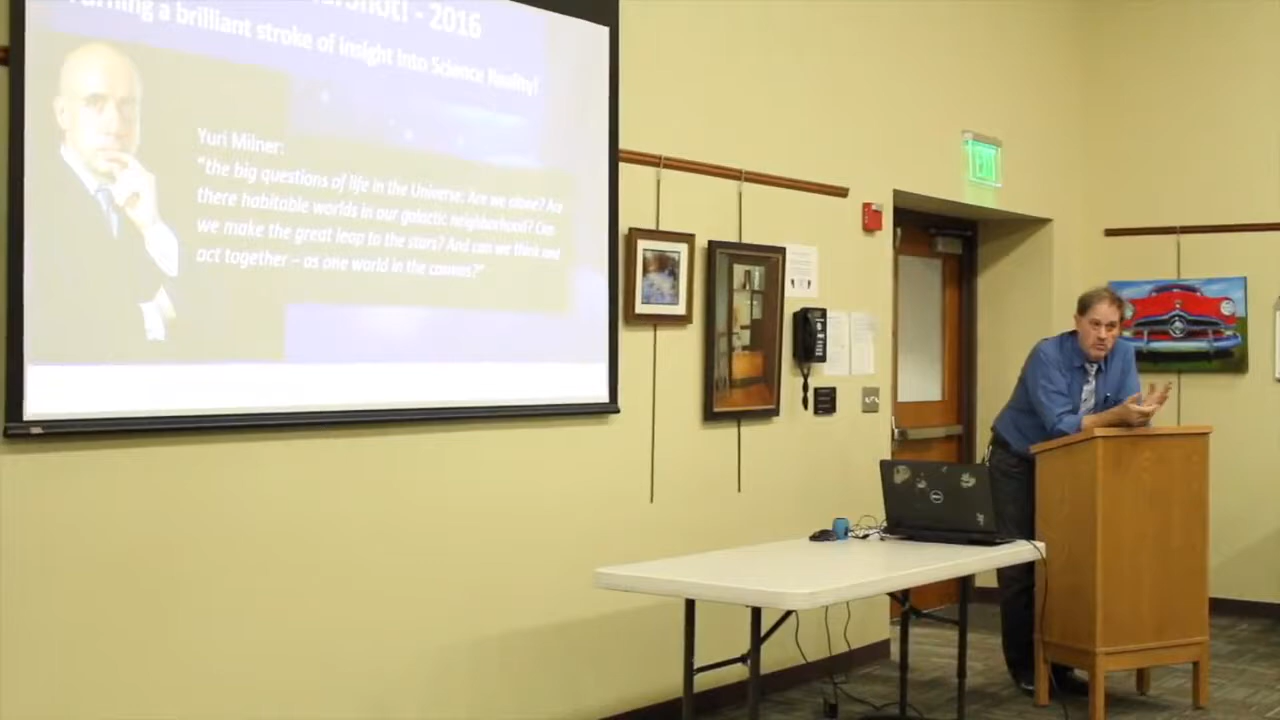 - 2016
a brilliant stroke of insight into Science Reality!
Yuri Milner:
"the big questions of life in the Universe: Are we alone? Are
there habitable worlds in our galactic neighborhood? Can
we make the great leap to the stars? And can we think and
act together – as one world in the cosmos?"
EXIT
DELL